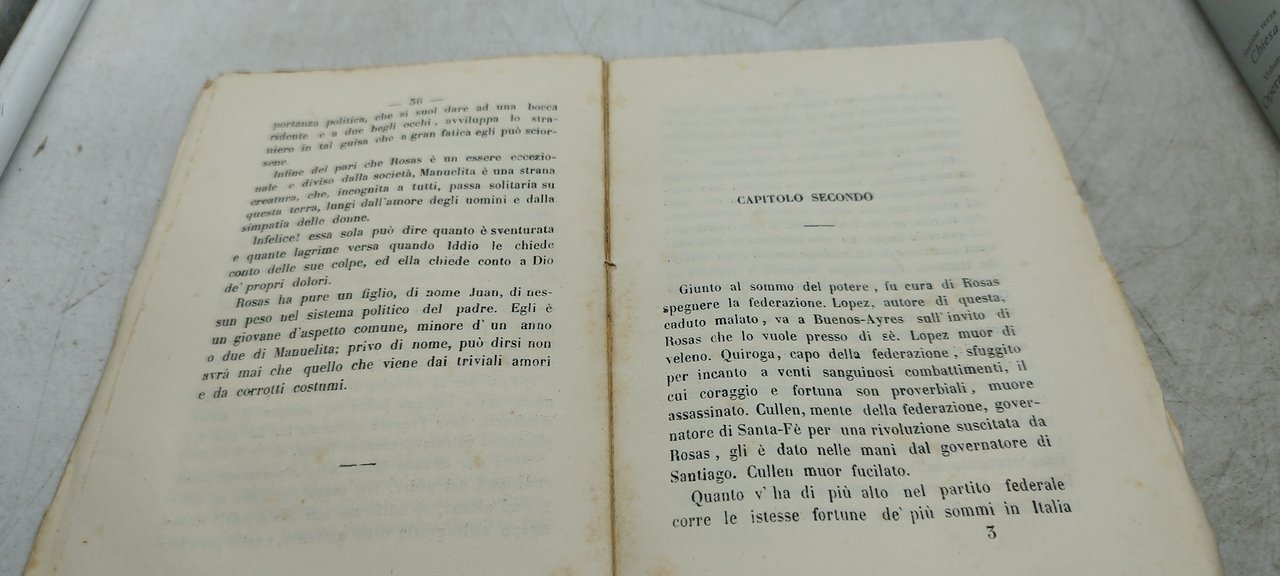 — 36 —
portanza politica, che si suol dare ad una bocca
ridente e a due begli occhi, avviluppa lo stra-
niero in tal guisa che a gran fatica egli può scior-
sene.
Infine del pari che Rosas è un essere eccezio-
nale e diviso dalla società, Manuelita è una strana
creatura, che, incognita a tutti, passa solitaria su
questa terra, lungi dall'amore degli uomini e dalla
simpatia delle donne.
Infelice! essa sola può dire quanto è sventurata
e quante lagrime versa quando Iddio le chiede
conto delle sue colpe, ed ella chiede conto a Dio
de' propri dolori.
Rosas ha pure un figlio, di nome Juan, di nes-
sun peso nel sistema politico del padre. Egli è
un giovane d'aspetto comune, minore d' un anno
o due di Manuelita; privo di nome, può dirsi non
avrà mai che quello che viene dai triviali amori
e da corrotti costumi.
CAPITOLO SECONDO
Giunto al sommo del potere, fu cura di Rosas
spegnere la federazione. Lopez, autore di questa,
caduto malato, va a Buenos-Ayres sull'invito di
Rosas che lo vuole presso di sè. Lopez muor di
veleno. Quiroga, capo della federazione, sfuggito
per incanto a venti sanguinosi combattimenti, il
cui coraggio e fortuna son proverbiali, muore
assassinato. Cullen, mente della federazione, gover-
natore di Santa-Fè per una rivoluzione suscitata da
Rosas, gli è dato nelle mani dal governatore di
Santiago. Cullen muor fucilato.
Quanto v' ha di più alto nel partito federale
corre le istesse fortune de' più sommi in Italia
3
Chiesa